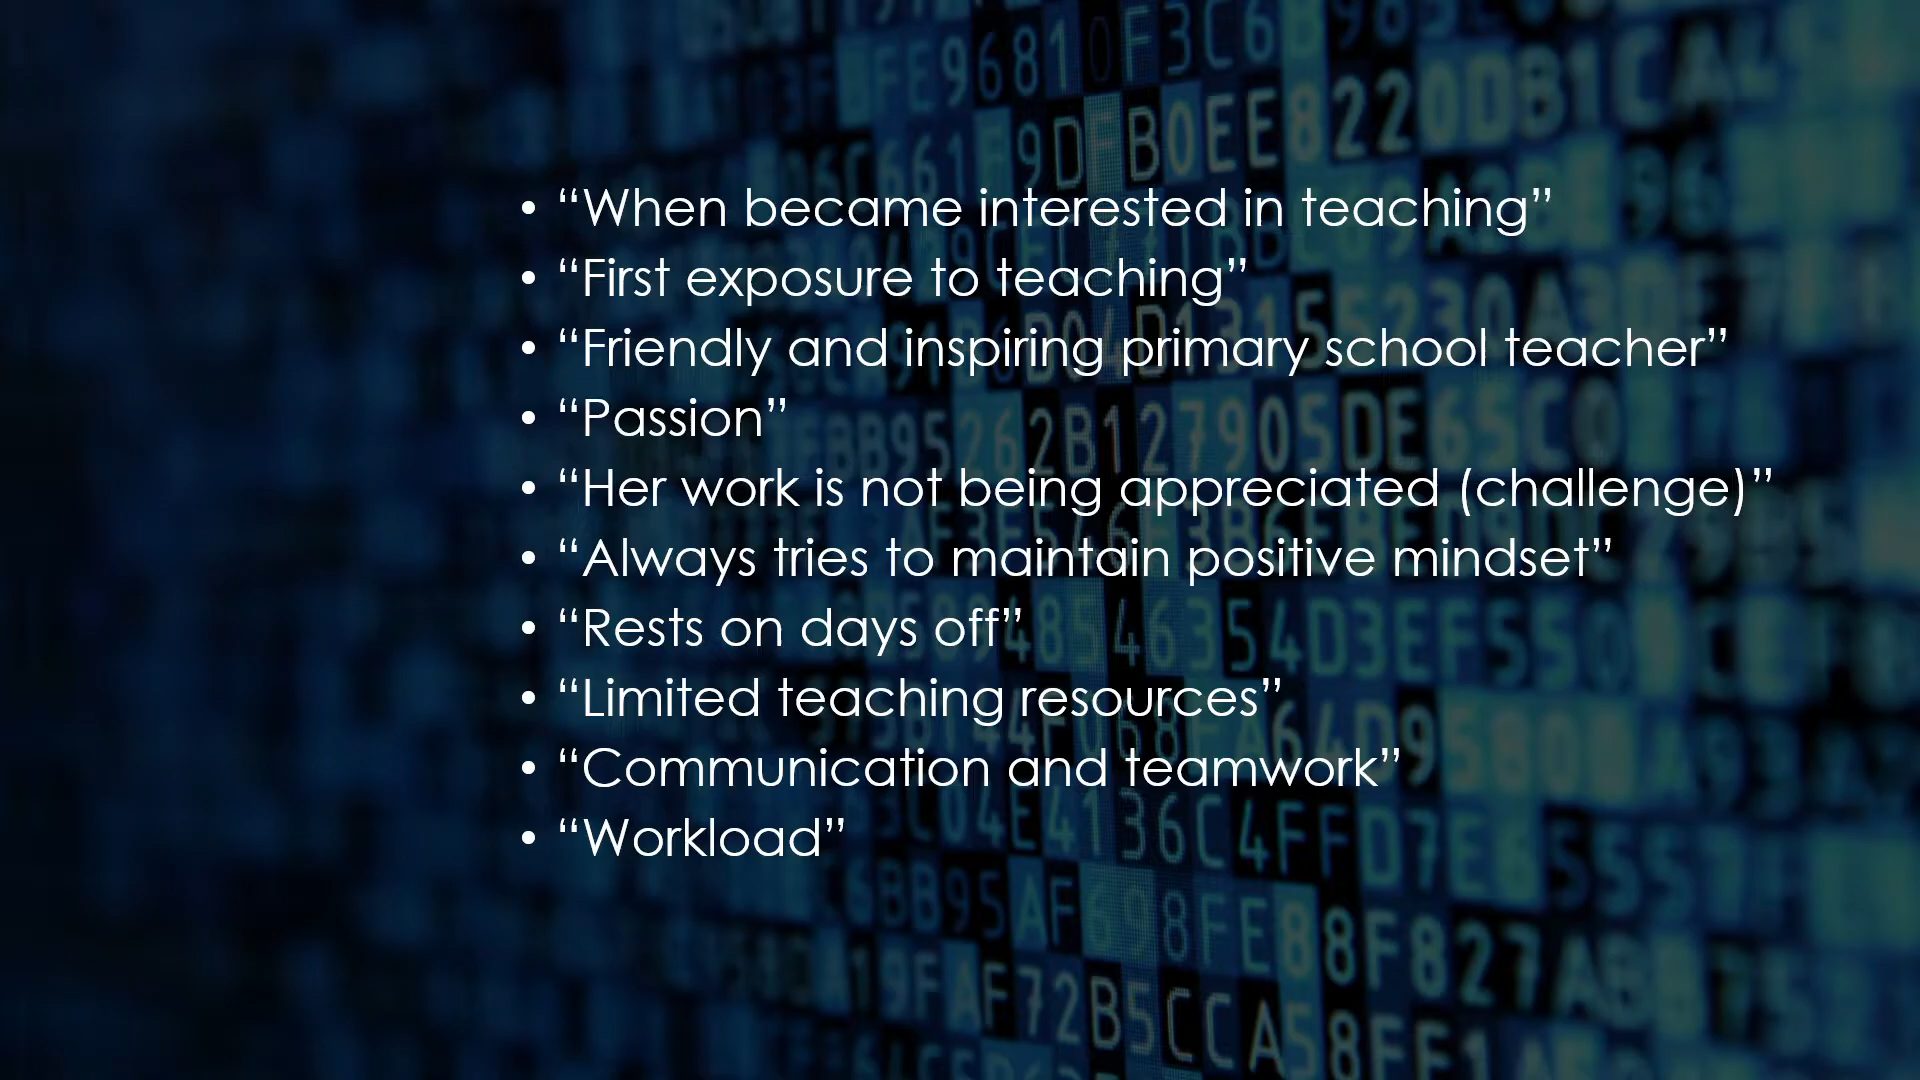 • “When became interested in teaching”
• “First exposure to teaching”
• “Friendly and inspiring primary school teacher”
• “Passion”
• “Her work is not being appreciated (challenge)”
• “Always tries to maintain positive mindset”
• “Rests on days off”
• “Limited teaching resources”
• “Communication and teamwork”
• “Workload”